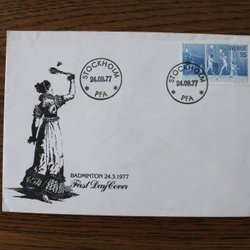 STOCKHOLM
24.03.77
PFA
STOCKHOLM
24.03.77
PFA
SVERIGE
95
BADMINTON 24.3.1977
First Day Cover